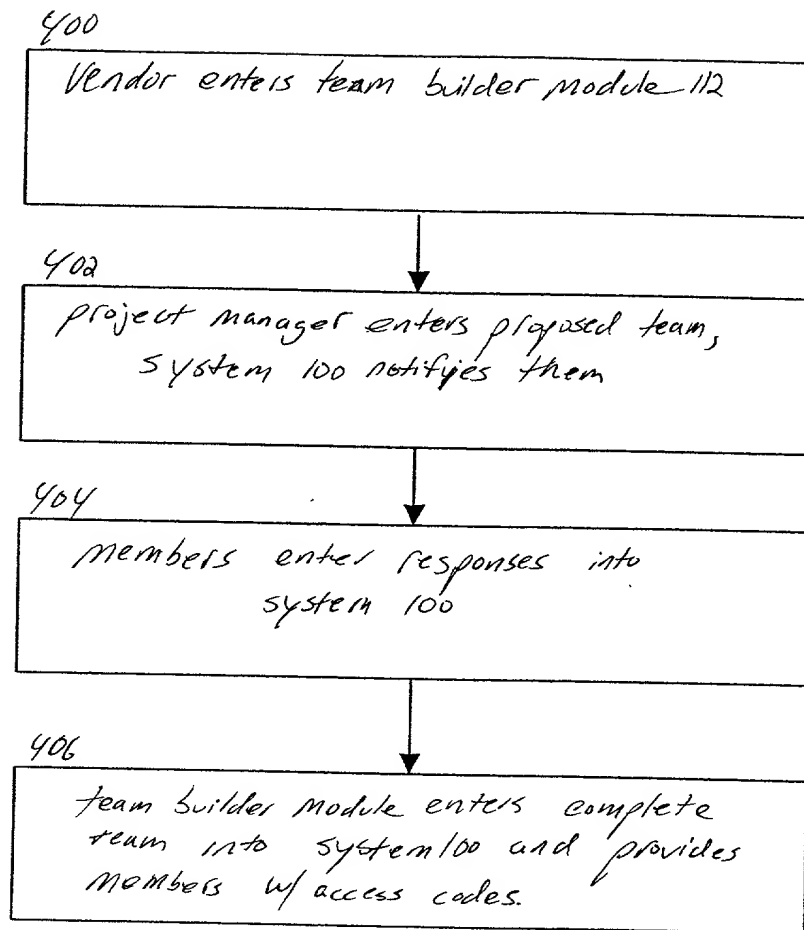 400
Vendor enters team builder module 112
402
project manager enters proposed team,
system 100 notifyies them
404
members enter responses into
system 100
406
team builder module enters complete
team into system 100 and provides
members w/ access codes.